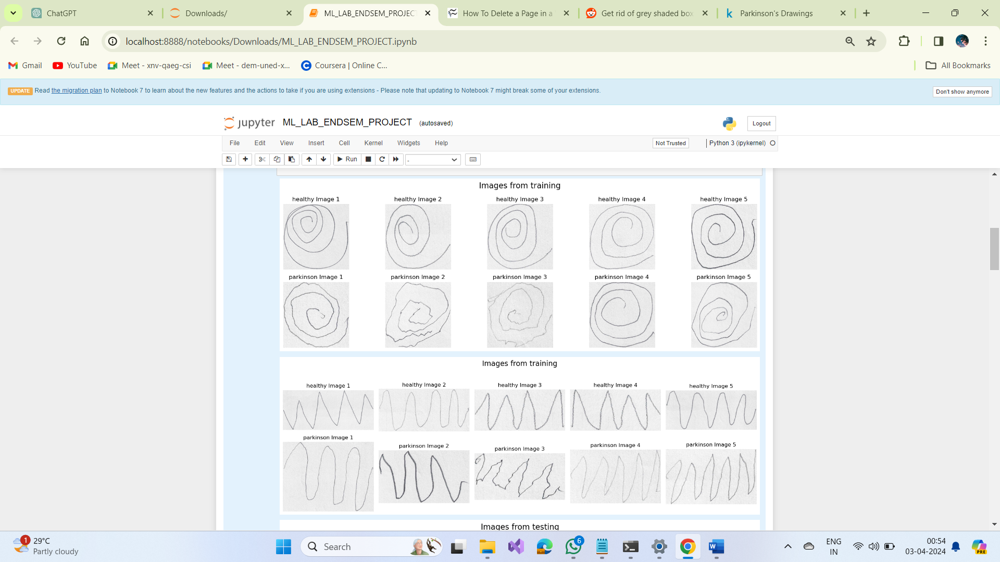 ChatGPT
Downloads/
ML_LAB_ENDSEM_PROJECT
How To Delete a Page in a
Get rid of grey shaded box
Parkinson's Drawings
localhost:8888/notebooks/Downloads/ML_LAB_ENDSEM_PROJECT.ipynb
Gmail
YouTube
Meet - xnv-qaeg-csi
Meet - dem-uned-x...
Coursera | Online C...
All Bookmarks
UPDATE Read the migration plan to Notebook 7 to learn about the new features and the actions to take if you are using extensions - Please note that updating to Notebook 7 might break some of your extensions.
Don't show anymore
jupyter ML_LAB_ENDSEM_PROJECT (autosaved)
Logout
File Edit View Insert Cell Kernel Widgets Help
Not Trusted
Python 3 (ipykernel)
Run
-
Images from training
healthy Image 1 healthy Image 2 healthy Image 3 healthy Image 4 healthy Image 5
parkinson Image 1 parkinson Image 2 parkinson Image 3 parkinson Image 4 parkinson Image 5
Images from training
healthy Image 1 healthy Image 2 healthy Image 3 healthy Image 4 healthy Image 5
parkinson Image 1 parkinson Image 2 parkinson Image 3 parkinson Image 4 parkinson Image 5
Images from testing
1
29°C
Partly cloudy
Search
6
W
PRE
ENG
IN
00:54
03-04-2024